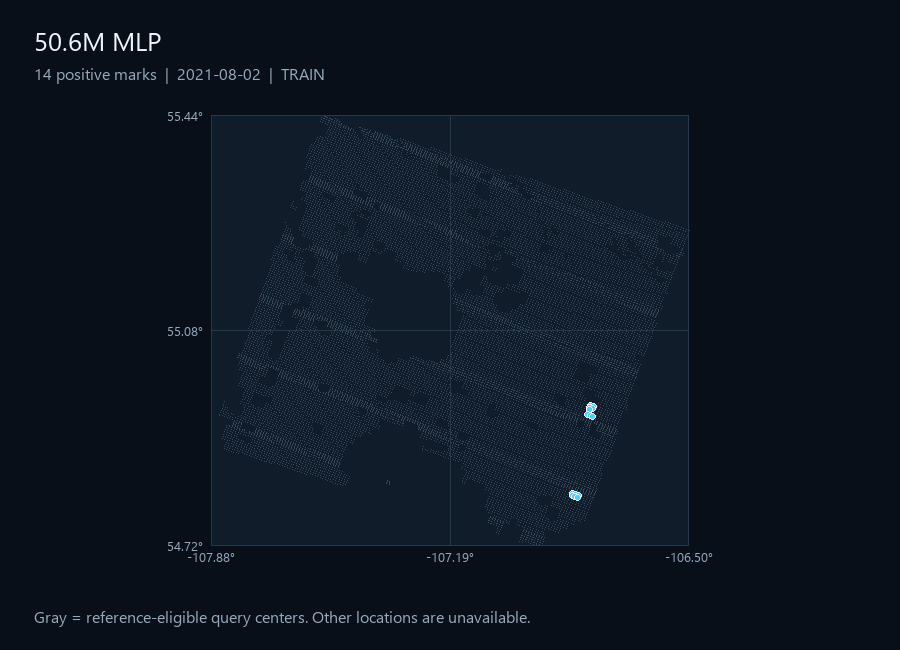 50.6M MLP
14 positive marks | 2021-08-02 | TRAIN
55.44°
55.08°
54.72°
-107.88°
-107.19°
-106.50°
Gray = reference-eligible query centers. Other locations are unavailable.